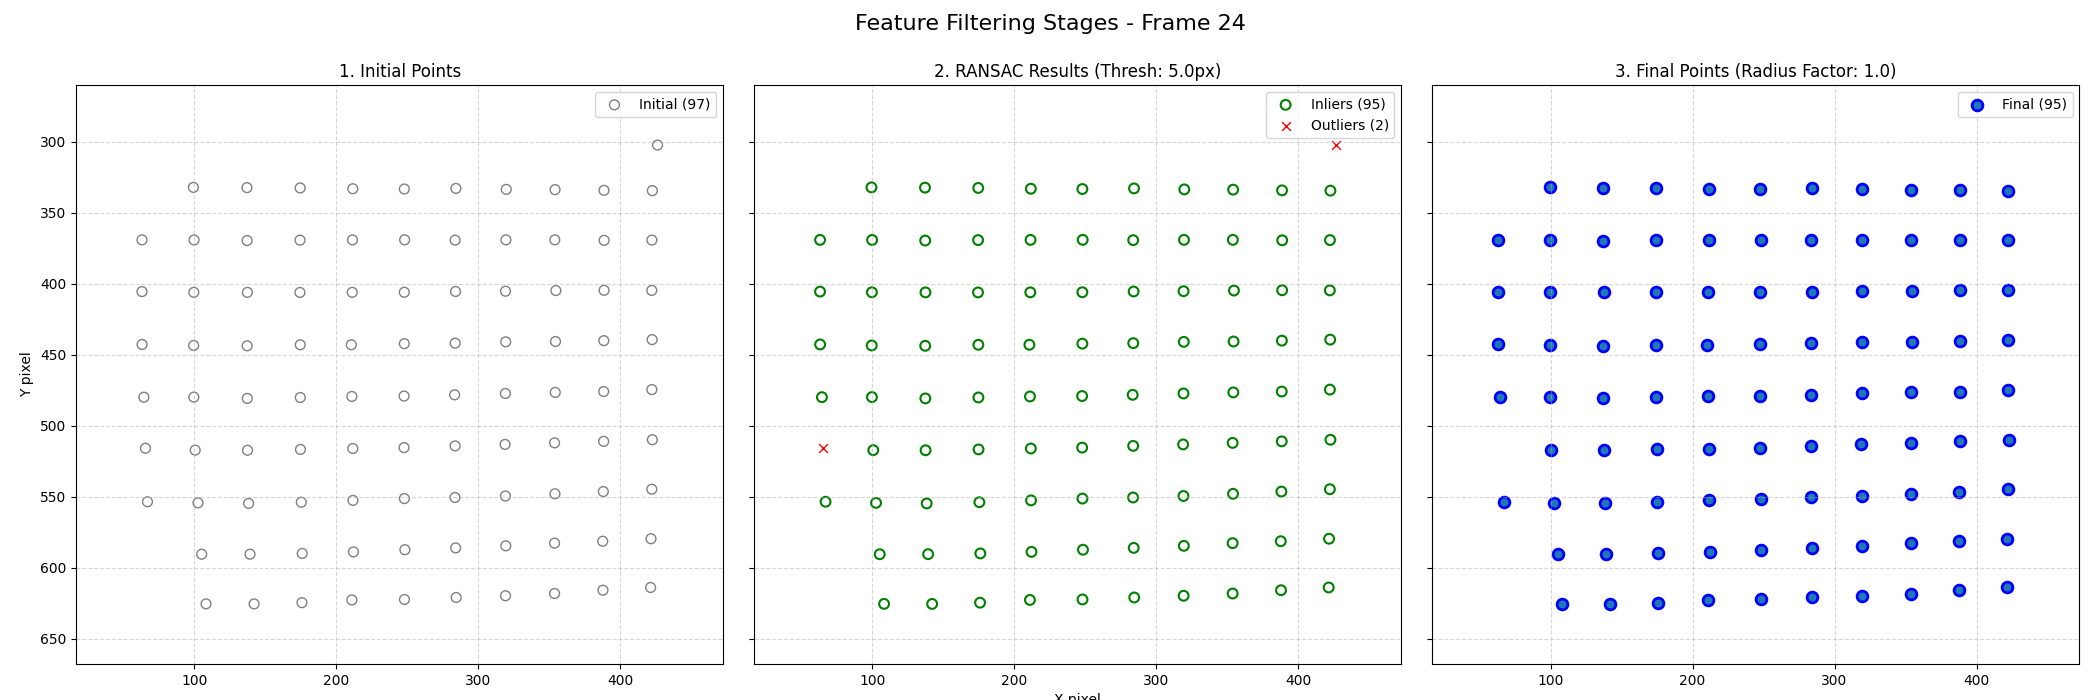 Feature Filtering Stages - Frame 24
1. Initial Points
Initial (97)
300
350
400
450
500
550
600
650
Y pixel
100
200
300
400
2. RANSAC Results (Thresh: 5.0px)
Inliers (95)
Outliers (2)
100
200
300
400
X pixel
3. Final Points (Radius Factor: 1.0)
Final (95)
100
200
300
400